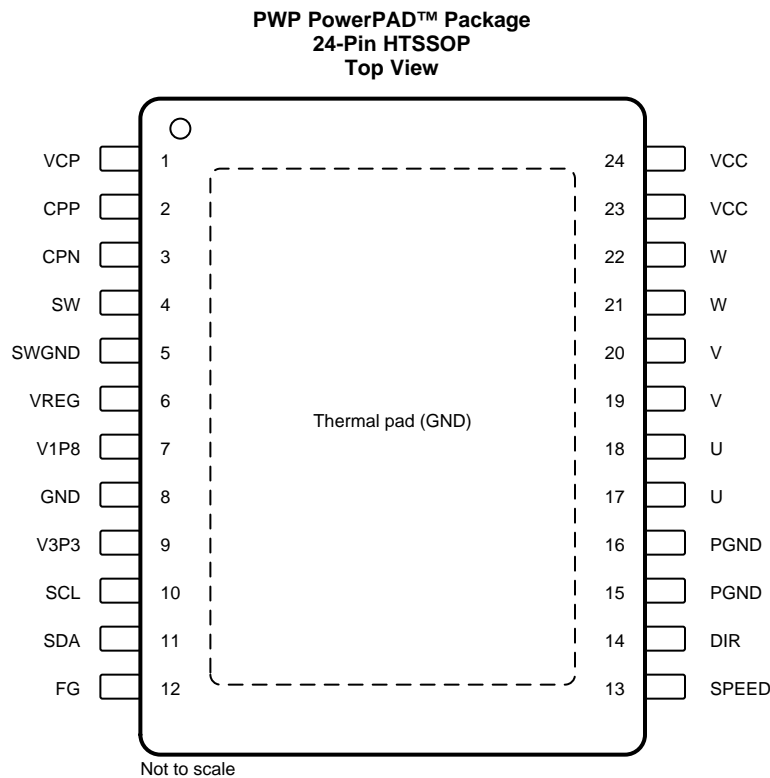 PWP PowerPAD™ Package
24-Pin HTSSOP
Top View
VCP 1 24 VCC
CPP 2 23 VCC
CPN 3 22 W
SW 4 21 W
SWGND 5 20 V
VREG 6 19 V
Thermal pad (GND)
V1P8 7 18 U
GND 8 17 U
V3P3 9 16 PGND
SCL 10 15 PGND
SDA 11 14 DIR
FG 12 13 SPEED
Not to scale